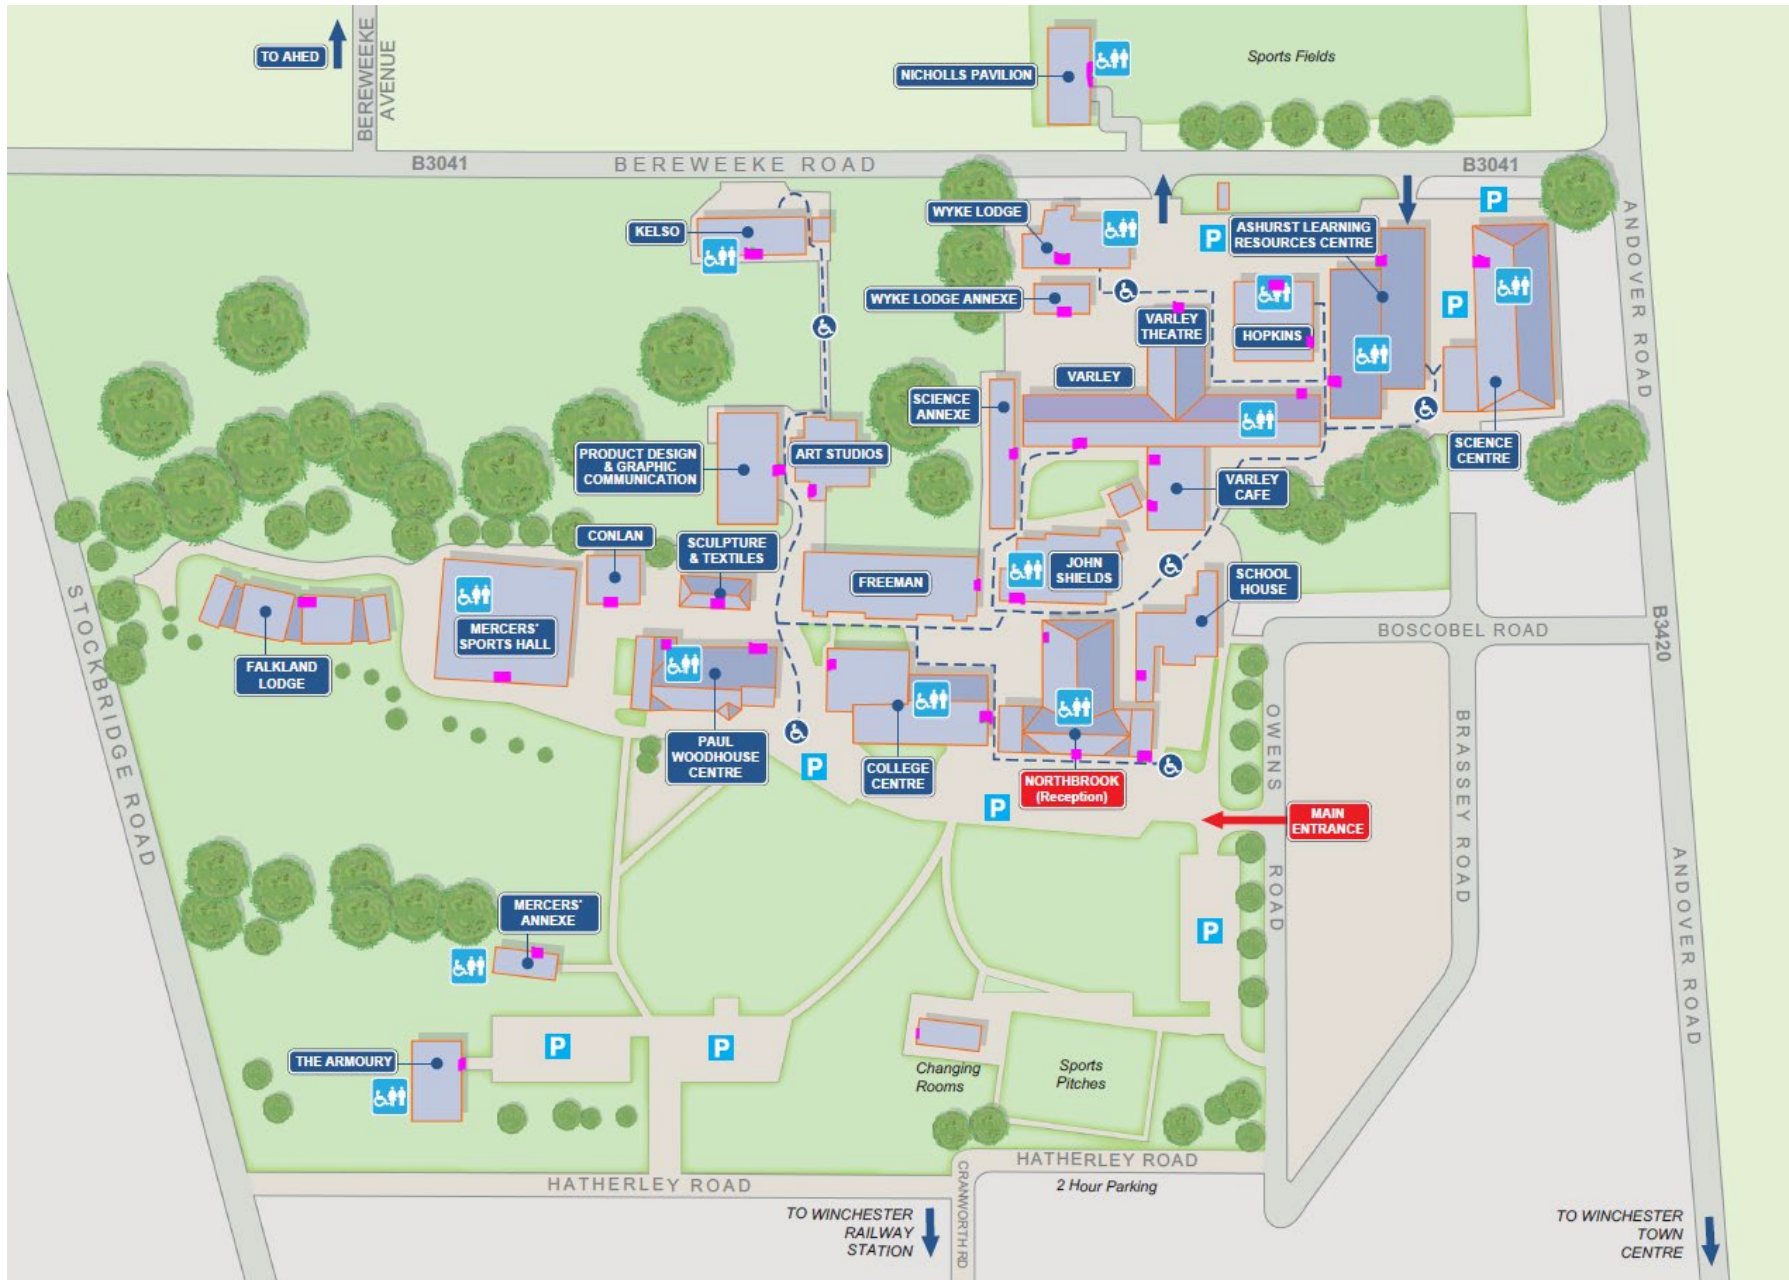 TO AHED
BEREWEEKE
AVENUE
NICHOLLS PAVILION
Sports Fields
B3041
BEREWEEKE ROAD
B3041
KELSO
WYKE LODGE
P
ASHURST LEARNING
RESOURCES CENTRE
P
ANDOVER ROAD
WYKE LODGE ANNEXE
VARLEY
THEATRE
HOPKINS
P
VARLEY
SCIENCE
ANNEXE
PRODUCT DESIGN
& GRAPHIC
COMMUNICATION
ART STUDIOS
SCIENCE
CENTRE
VARLEY
CAFE
CONLAN
SCULPTURE
& TEXTILES
FREEMAN
JOHN
SHIELDS
SCHOOL
HOUSE
STOCKBRIDGE ROAD
MERCERS'
SPORTS HALL
FALKLAND
LODGE
BOSCOBEL ROAD
B3420
PAUL
WOODHOUSE
CENTRE
P
COLLEGE
CENTRE
NORTHBROOK
(Reception)
P
OWENS
ROAD
BRASSEY ROAD
MAIN
ENTRANCE
ANDOVER ROAD
MERCERS'
ANNEXE
P
THE ARMOURY
P
P
Changing
Rooms
Sports
Pitches
HATHERLEY ROAD
HATHERLEY ROAD
2 Hour Parking
CRANWORTH RD
TO WINCHESTER
RAILWAY
STATION
TO WINCHESTER
TOWN
CENTRE